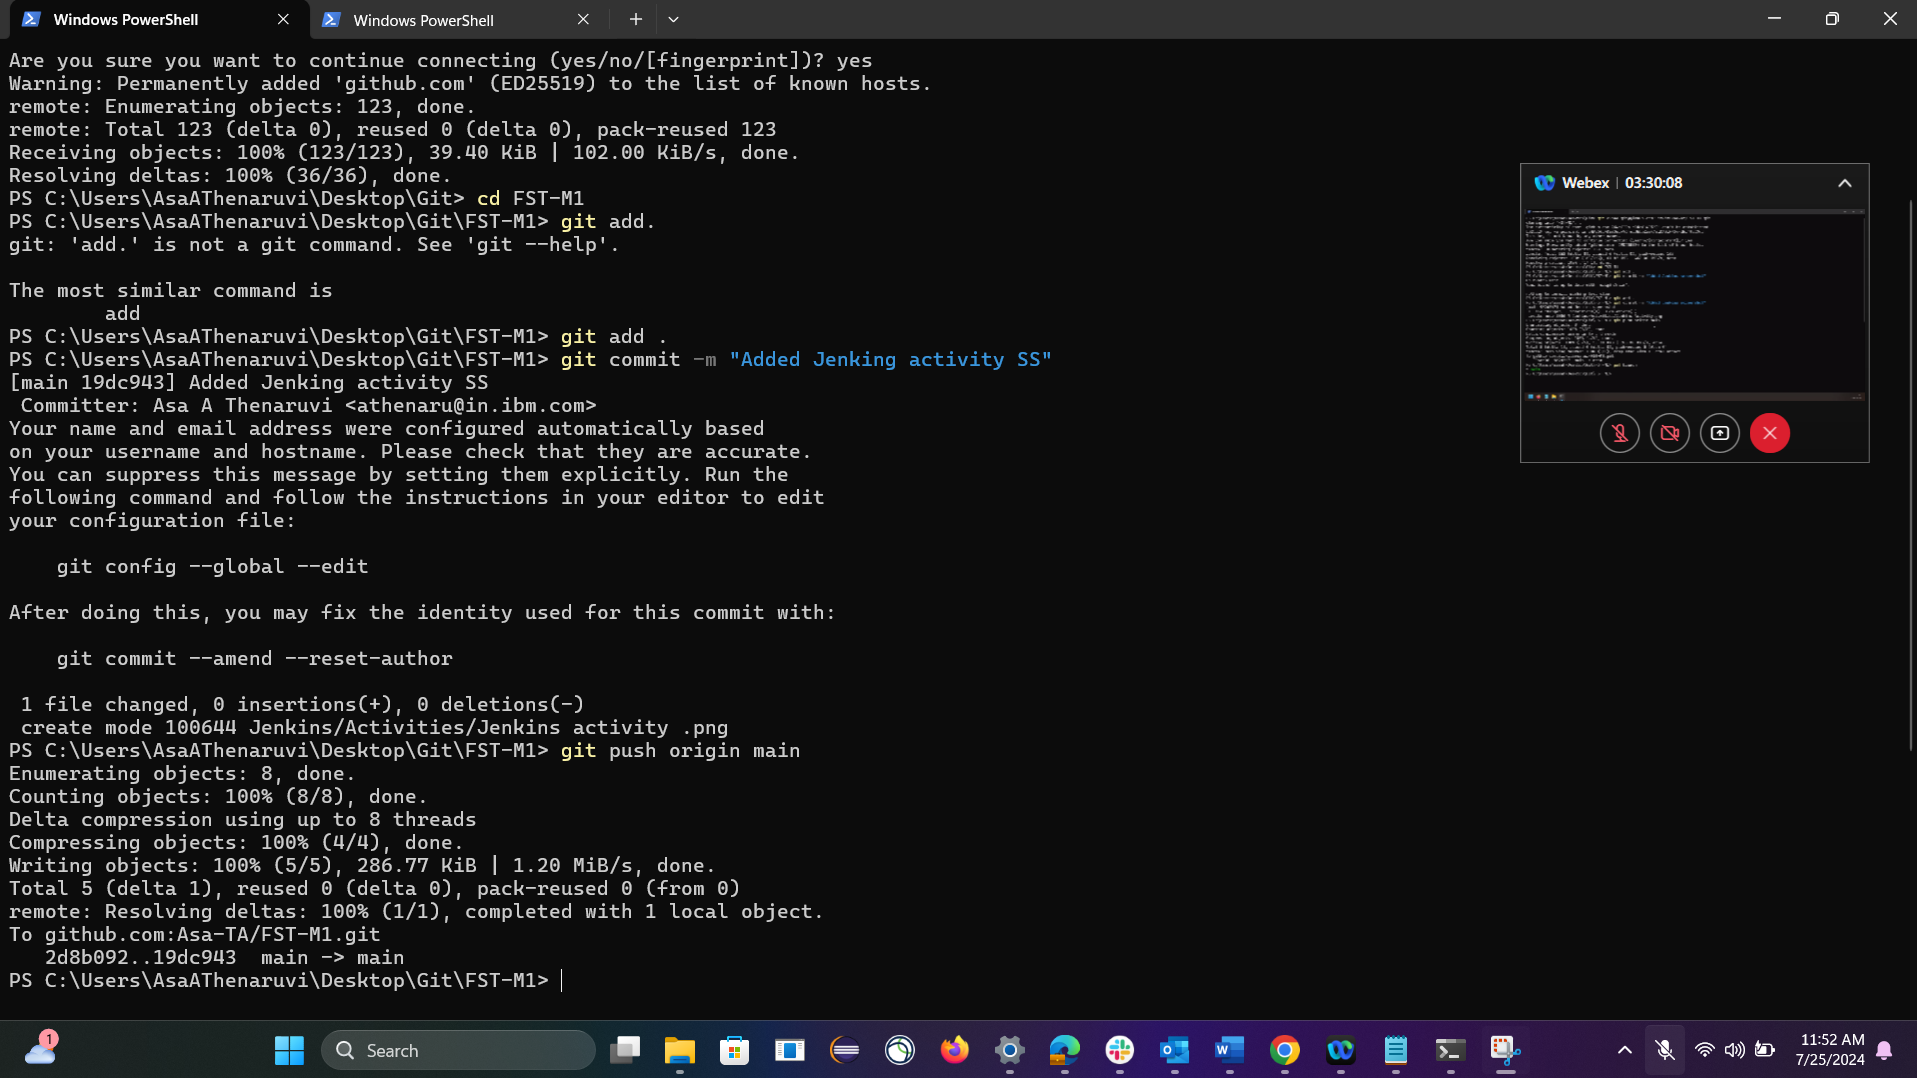 Windows PowerShell
Windows PowerShell
Are you sure you want to continue connecting (yes/no/[fingerprint])? yes
Warning: Permanently added 'github.com' (ED25519) to the list of known hosts.
remote: Enumerating objects: 123, done.
remote: Total 123 (delta 0), reused 0 (delta 0), pack-reused 123
Receiving objects: 100% (123/123), 39.40 KiB | 102.00 KiB/s, done.
Resolving deltas: 100% (36/36), done.
PS C:\Users\AsaAThenaruvi\Desktop\Git> cd FST-M1
PS C:\Users\AsaAThenaruvi\Desktop\Git\FST-M1> git add.
git: 'add.' is not a git command. See 'git --help'.
The most similar command is
add
PS C:\Users\AsaAThenaruvi\Desktop\Git\FST-M1> git add .
PS C:\Users\AsaAThenaruvi\Desktop\Git\FST-M1> git commit -m "Added Jenking activity SS"
[main 19dc943] Added Jenking activity SS
Committer: Asa A Thenaruvi <athenaru@in.ibm.com>
Your name and email address were configured automatically based
on your username and hostname. Please check that they are accurate.
You can suppress this message by setting them explicitly. Run the
following command and follow the instructions in your editor to edit
your configuration file:
git config --global --edit
After doing this, you may fix the identity used for this commit with:
git commit --amend --reset-author
1 file changed, 0 insertions(+), 0 deletions(-)
create mode 100644 Jenkins/Activities/Jenkins activity .png
PS C:\Users\AsaAThenaruvi\Desktop\Git\FST-M1> git push origin main
Enumerating objects: 8, done.
Counting objects: 100% (8/8), done.
Delta compression using up to 8 threads
Compressing objects: 100% (4/4), done.
Writing objects: 100% (5/5), 286.77 KiB | 1.20 MiB/s, done.
Total 5 (delta 1), reused 0 (delta 0), pack-reused 0 (from 0)
remote: Resolving deltas: 100% (1/1), completed with 1 local object.
To github.com:Asa-TA/FST-M1.git
2d8b092..19dc943  main -> main
PS C:\Users\AsaAThenaruvi\Desktop\Git\FST-M1>
Webex | 03:30:08
1
Search
11:52 AM
7/25/2024